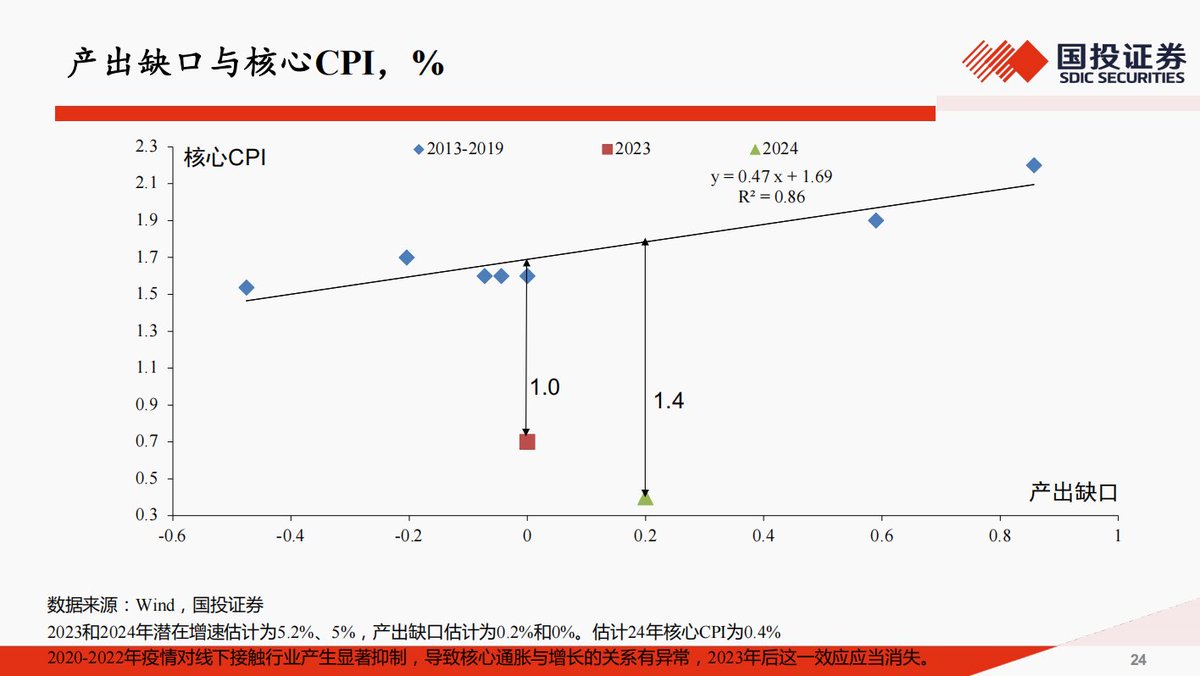 产出缺口与核心CPI，%
国投证券
SDIC SECURITIES
核心CPI
2013-2019
2023
2024
y = 0.47 x + 1.69
R² = 0.86
2.3
2.1
1.9
1.7
1.5
1.3
1.1
0.9
0.7
0.5
0.3
1.0
1.4
产出缺口
-0.6 -0.4 -0.2 0 0.2 0.4 0.6 0.8 1
数据来源：Wind，国投证券
2023和2024年潜在增速估计为5.2%、5%，产出缺口估计为0.2%和0%。估计24年核心CPI为0.4%
2020-2022年疫情对线下接触行业产生显著抑制，导致核心通胀与增长的关系有异常，2023年后这一效应应当消失。
24